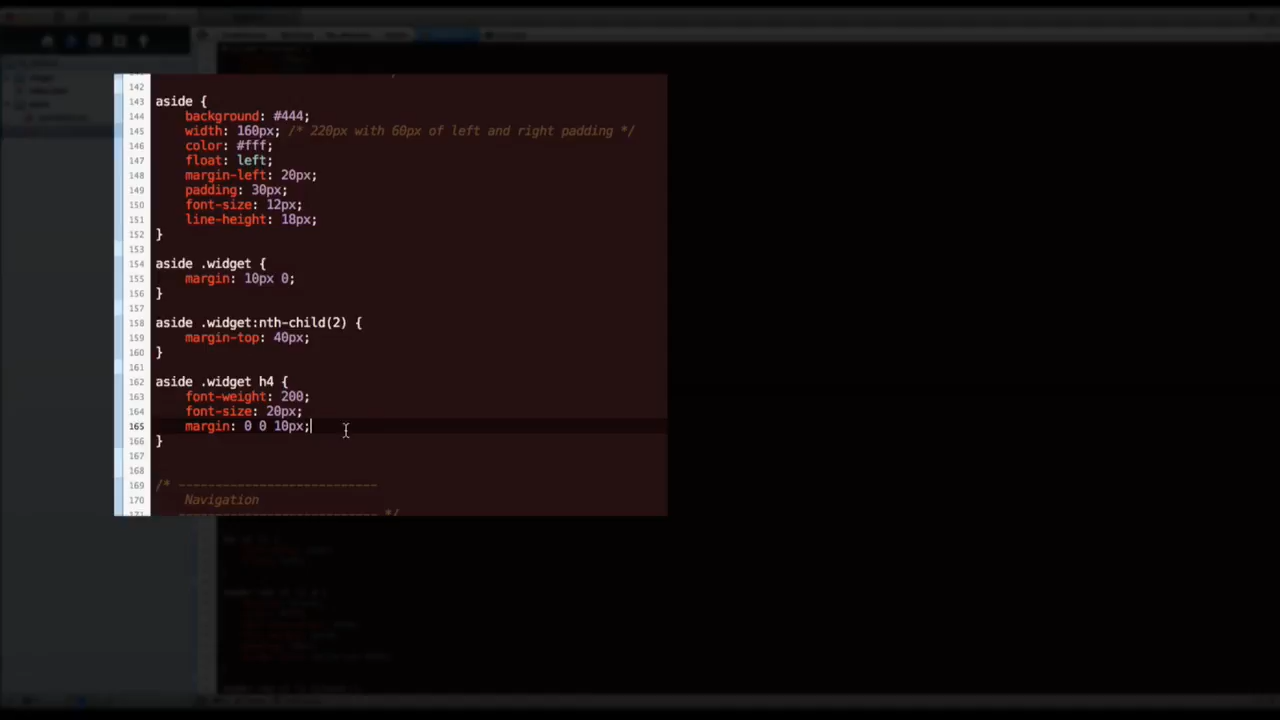 142
143 aside {
144 background: #444;
145 width: 160px; /* 220px with 60px of left and right padding */
146 color: #fff;
147 float: left;
148 margin-left: 20px;
149 padding: 30px;
150 font-size: 12px;
151 line-height: 18px;
152 }
153
154 aside .widget {
155 margin: 10px 0;
156 }
157
158 aside .widget:nth-child(2) {
159 margin-top: 40px;
160 }
161
162 aside .widget h4 {
163 font-weight: 200;
164 font-size: 20px;
165 margin: 0 0 10px;
166 }
167
168
169 /* ---------------------------
170 Navigation
171 --------------------------- */